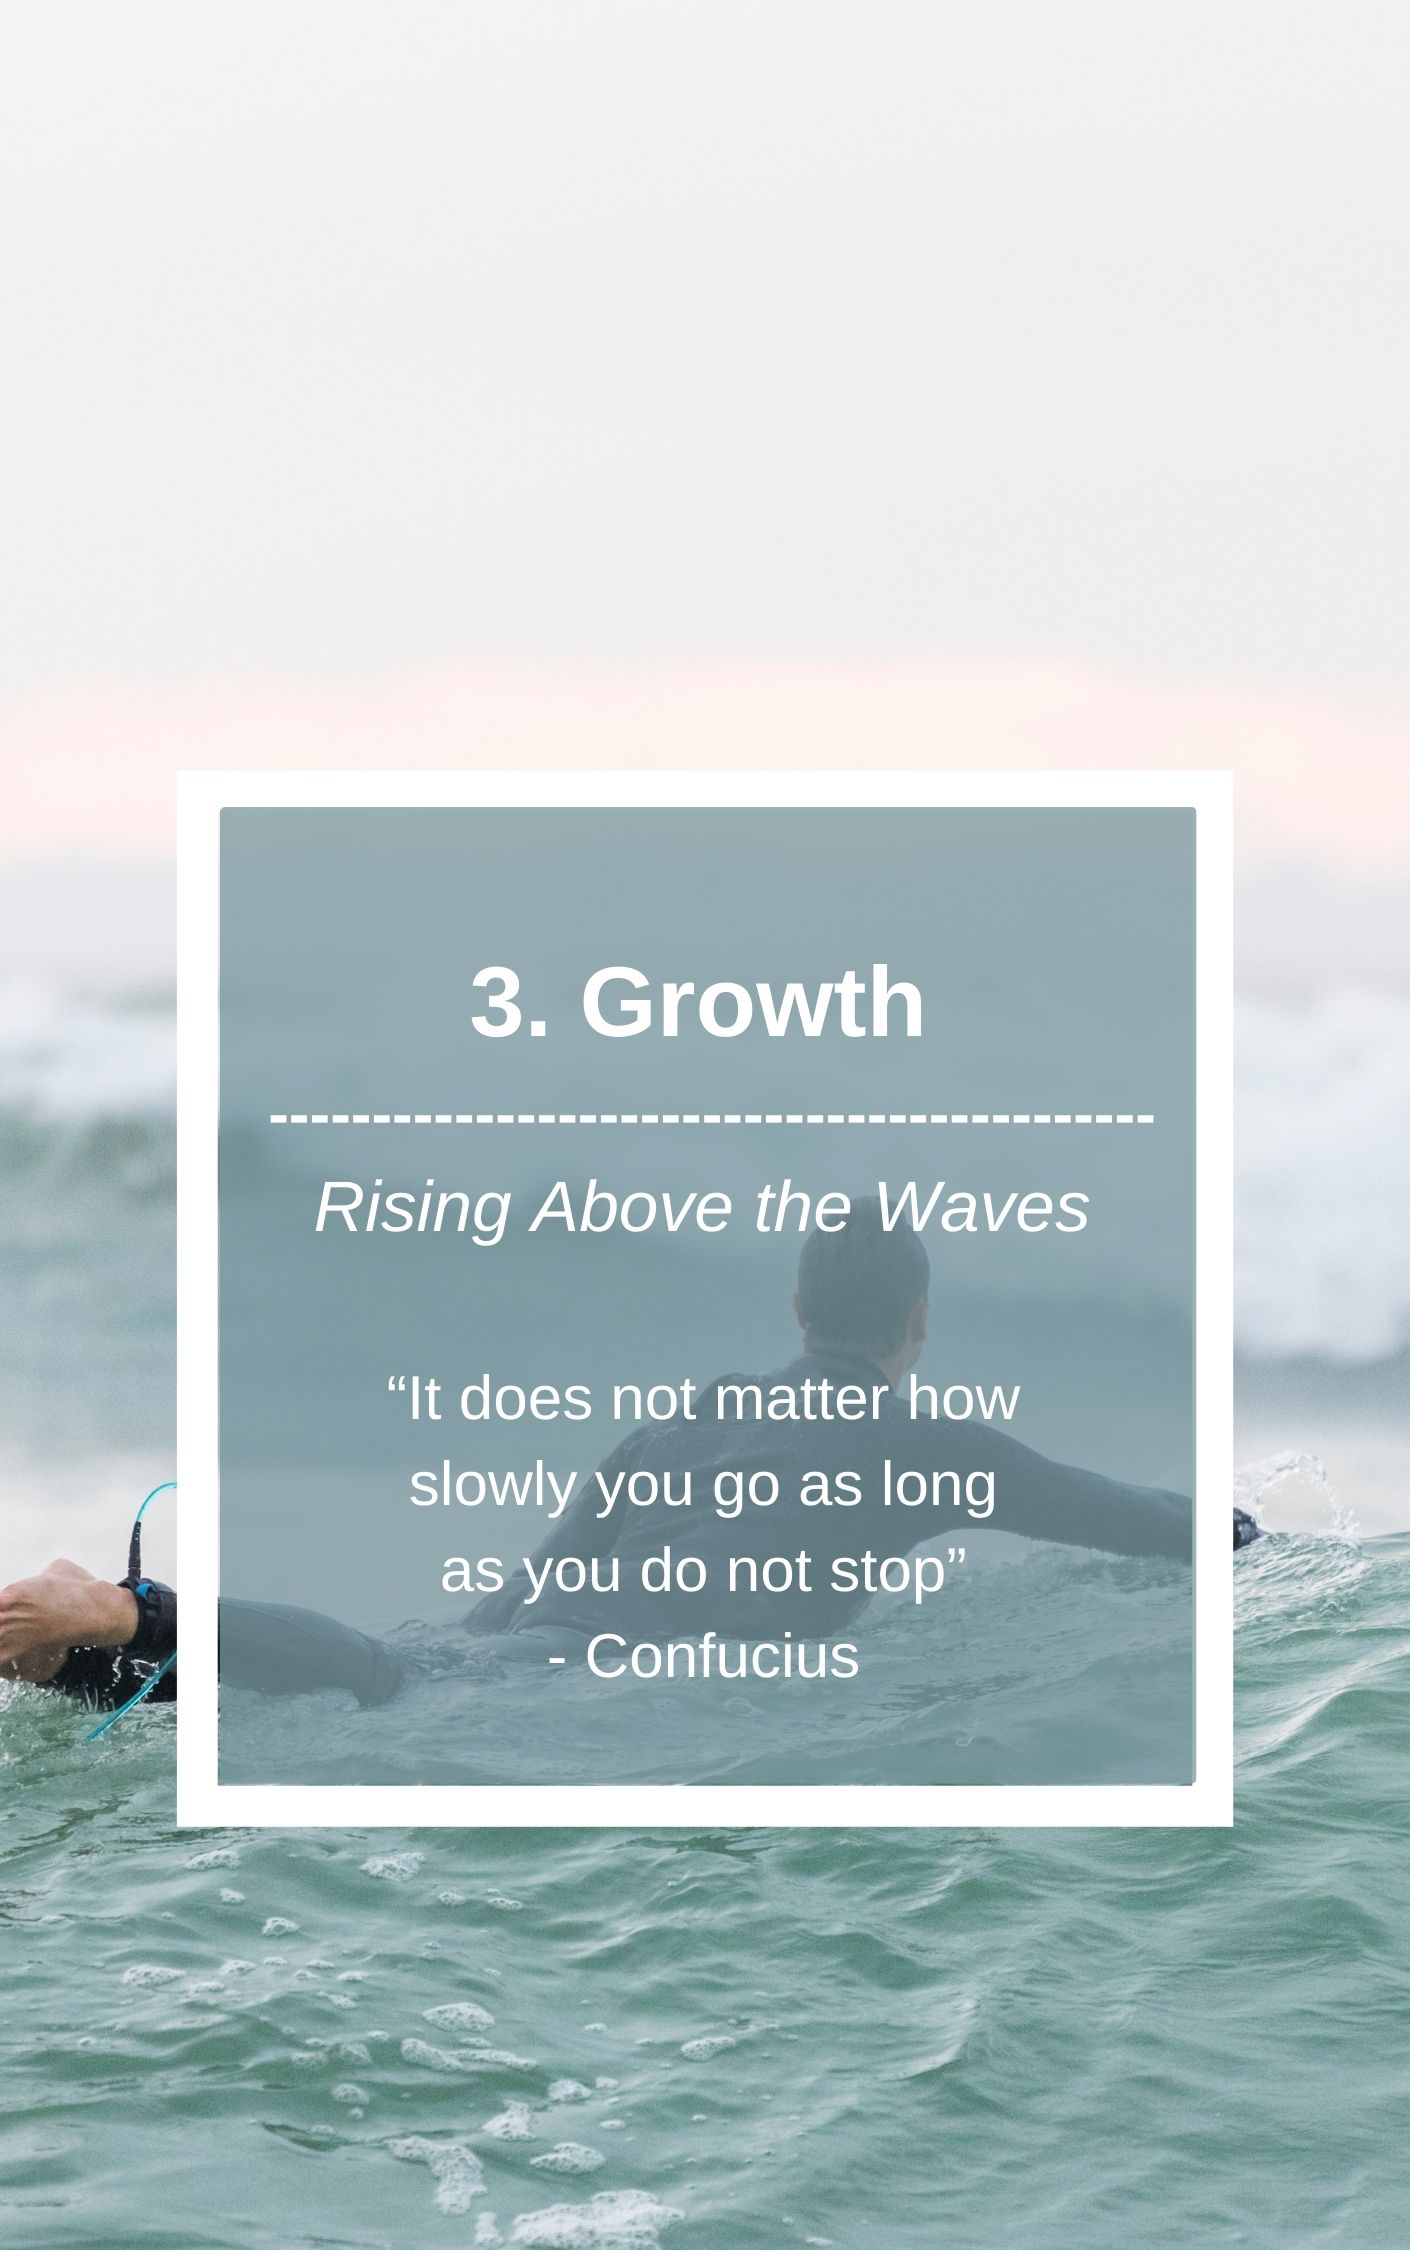 3. Growth
-------------------------------------------
Rising Above the Waves
“It does not matter how
slowly you go as long
as you do not stop”
- Confucius